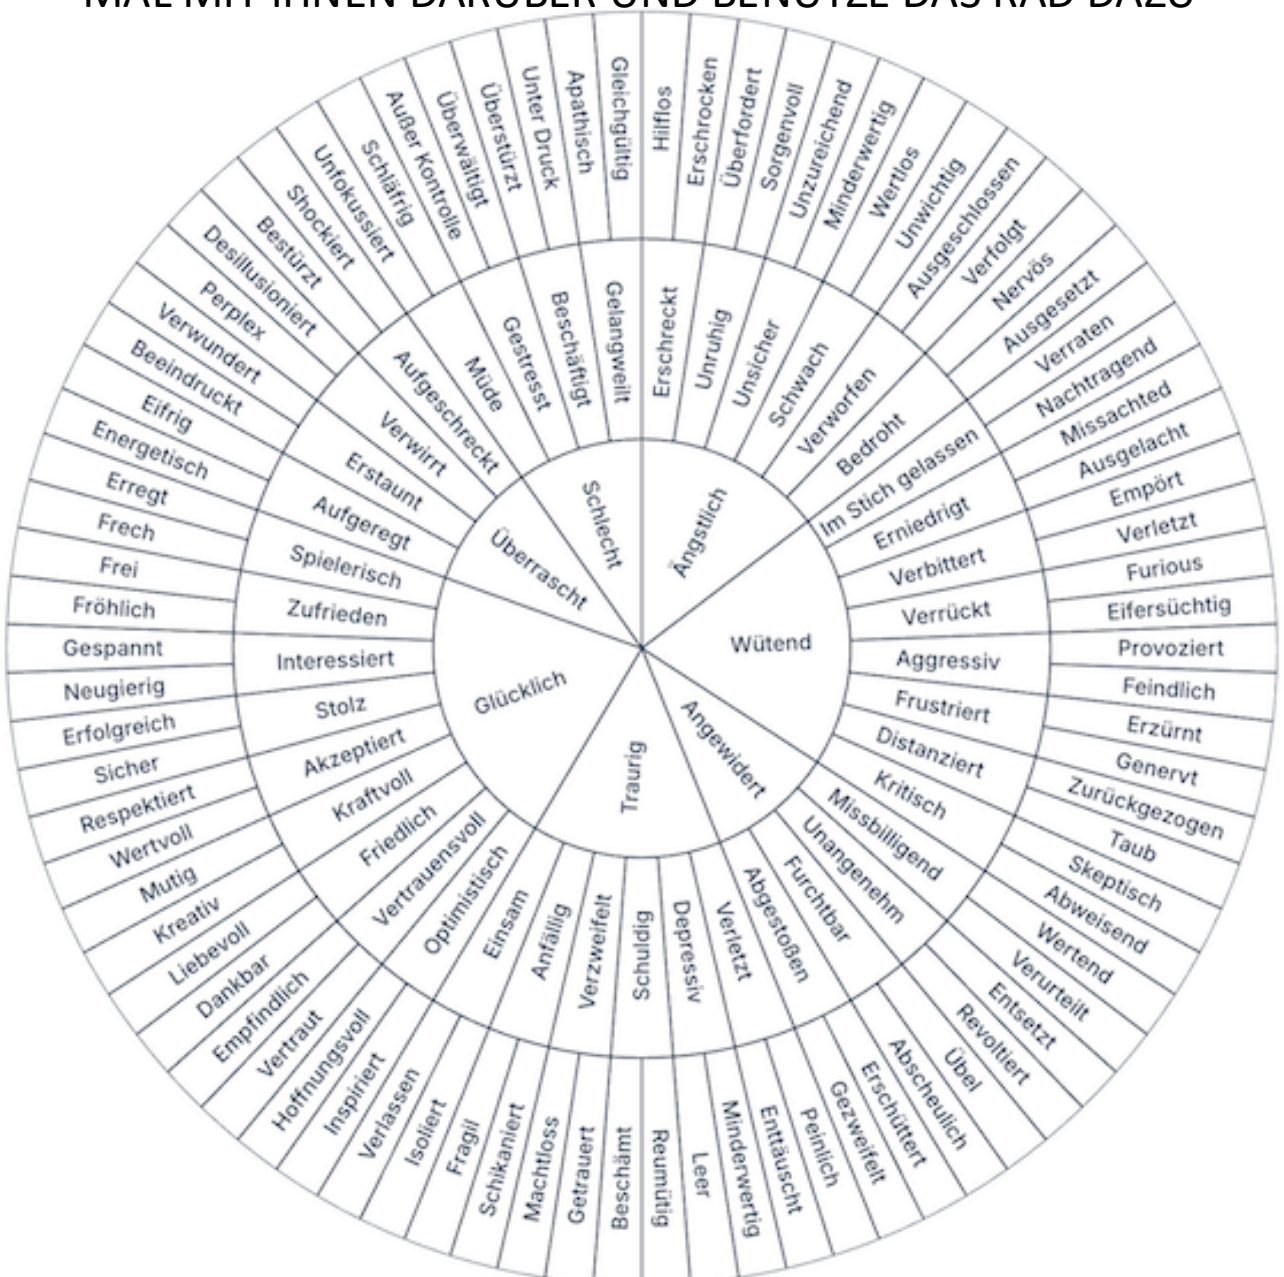 MAL MIT IHNEN DARÜBER UND BENUTZE DAS RAD DAZU
Ängstlich
Wütend
Angewidert
Traurig
Glücklich
Überrascht
Schlecht
Erschreckt
Unruhig
Unsicher
Schwach
Verworfen
Bedroht
Im Stich gelassen
Erniedrigt
Verbittert
Verrückt
Aggressiv
Frustriert
Distanziert
Kritisch
Missbilligend
Unangenehm
Furchtbar
Abgestoßen
Verletzt
Depressiv
Schuldig
Verzweifelt
Anfällig
Einsam
Optimistisch
Vertrauensvoll
Friedlich
Kraftvoll
Akzeptiert
Stolz
Interessiert
Zufrieden
Spielerisch
Aufgeregt
Erstaunt
Verwirrt
Aufgeschreckt
Müde
Gestresst
Beschäftigt
Gelangweilt
Hilflos
Erschrocken
Überfordert
Sorgenvoll
Unzureichend
Minderwertig
Wertlos
Unwichtig
Ausgeschlossen
Verfolgt
Nervös
Ausgesetzt
Verraten
Nachtragend
Missachted
Ausgelacht
Empört
Verletzt
Furious
Eifersüchtig
Provoziert
Feindlich
Erzürnt
Genervt
Zurückgezogen
Taub
Skeptisch
Abweisend
Wertend
Verurteilt
Entsetzt
Revoltiert
Übel
Abscheulich
Erschüttert
Gezweifelt
Peinlich
Enttäuscht
Minderwertig
Leer
Reumütig
Beschämt
Getrauert
Machtloss
Schikaniert
Fragil
Isoliert
Verlassen
Inspiriert
Hoffnungsvoll
Vertraut
Empfindlich
Dankbar
Liebevoll
Kreativ
Mutig
Wertvoll
Respektiert
Sicher
Erfolgreich
Neugierig
Gespannt
Fröhlich
Frei
Frech
Erregt
Energetisch
Eifrig
Beeindruckt
Verwundert
Perplex
Desillusioniert
Bestürzt
Shockiert
Unfokussiert
Schläfrig
Außer Kontrolle
Überwältigt
Überstürzt
Unter Druck
Apathisch
Gleichgültig